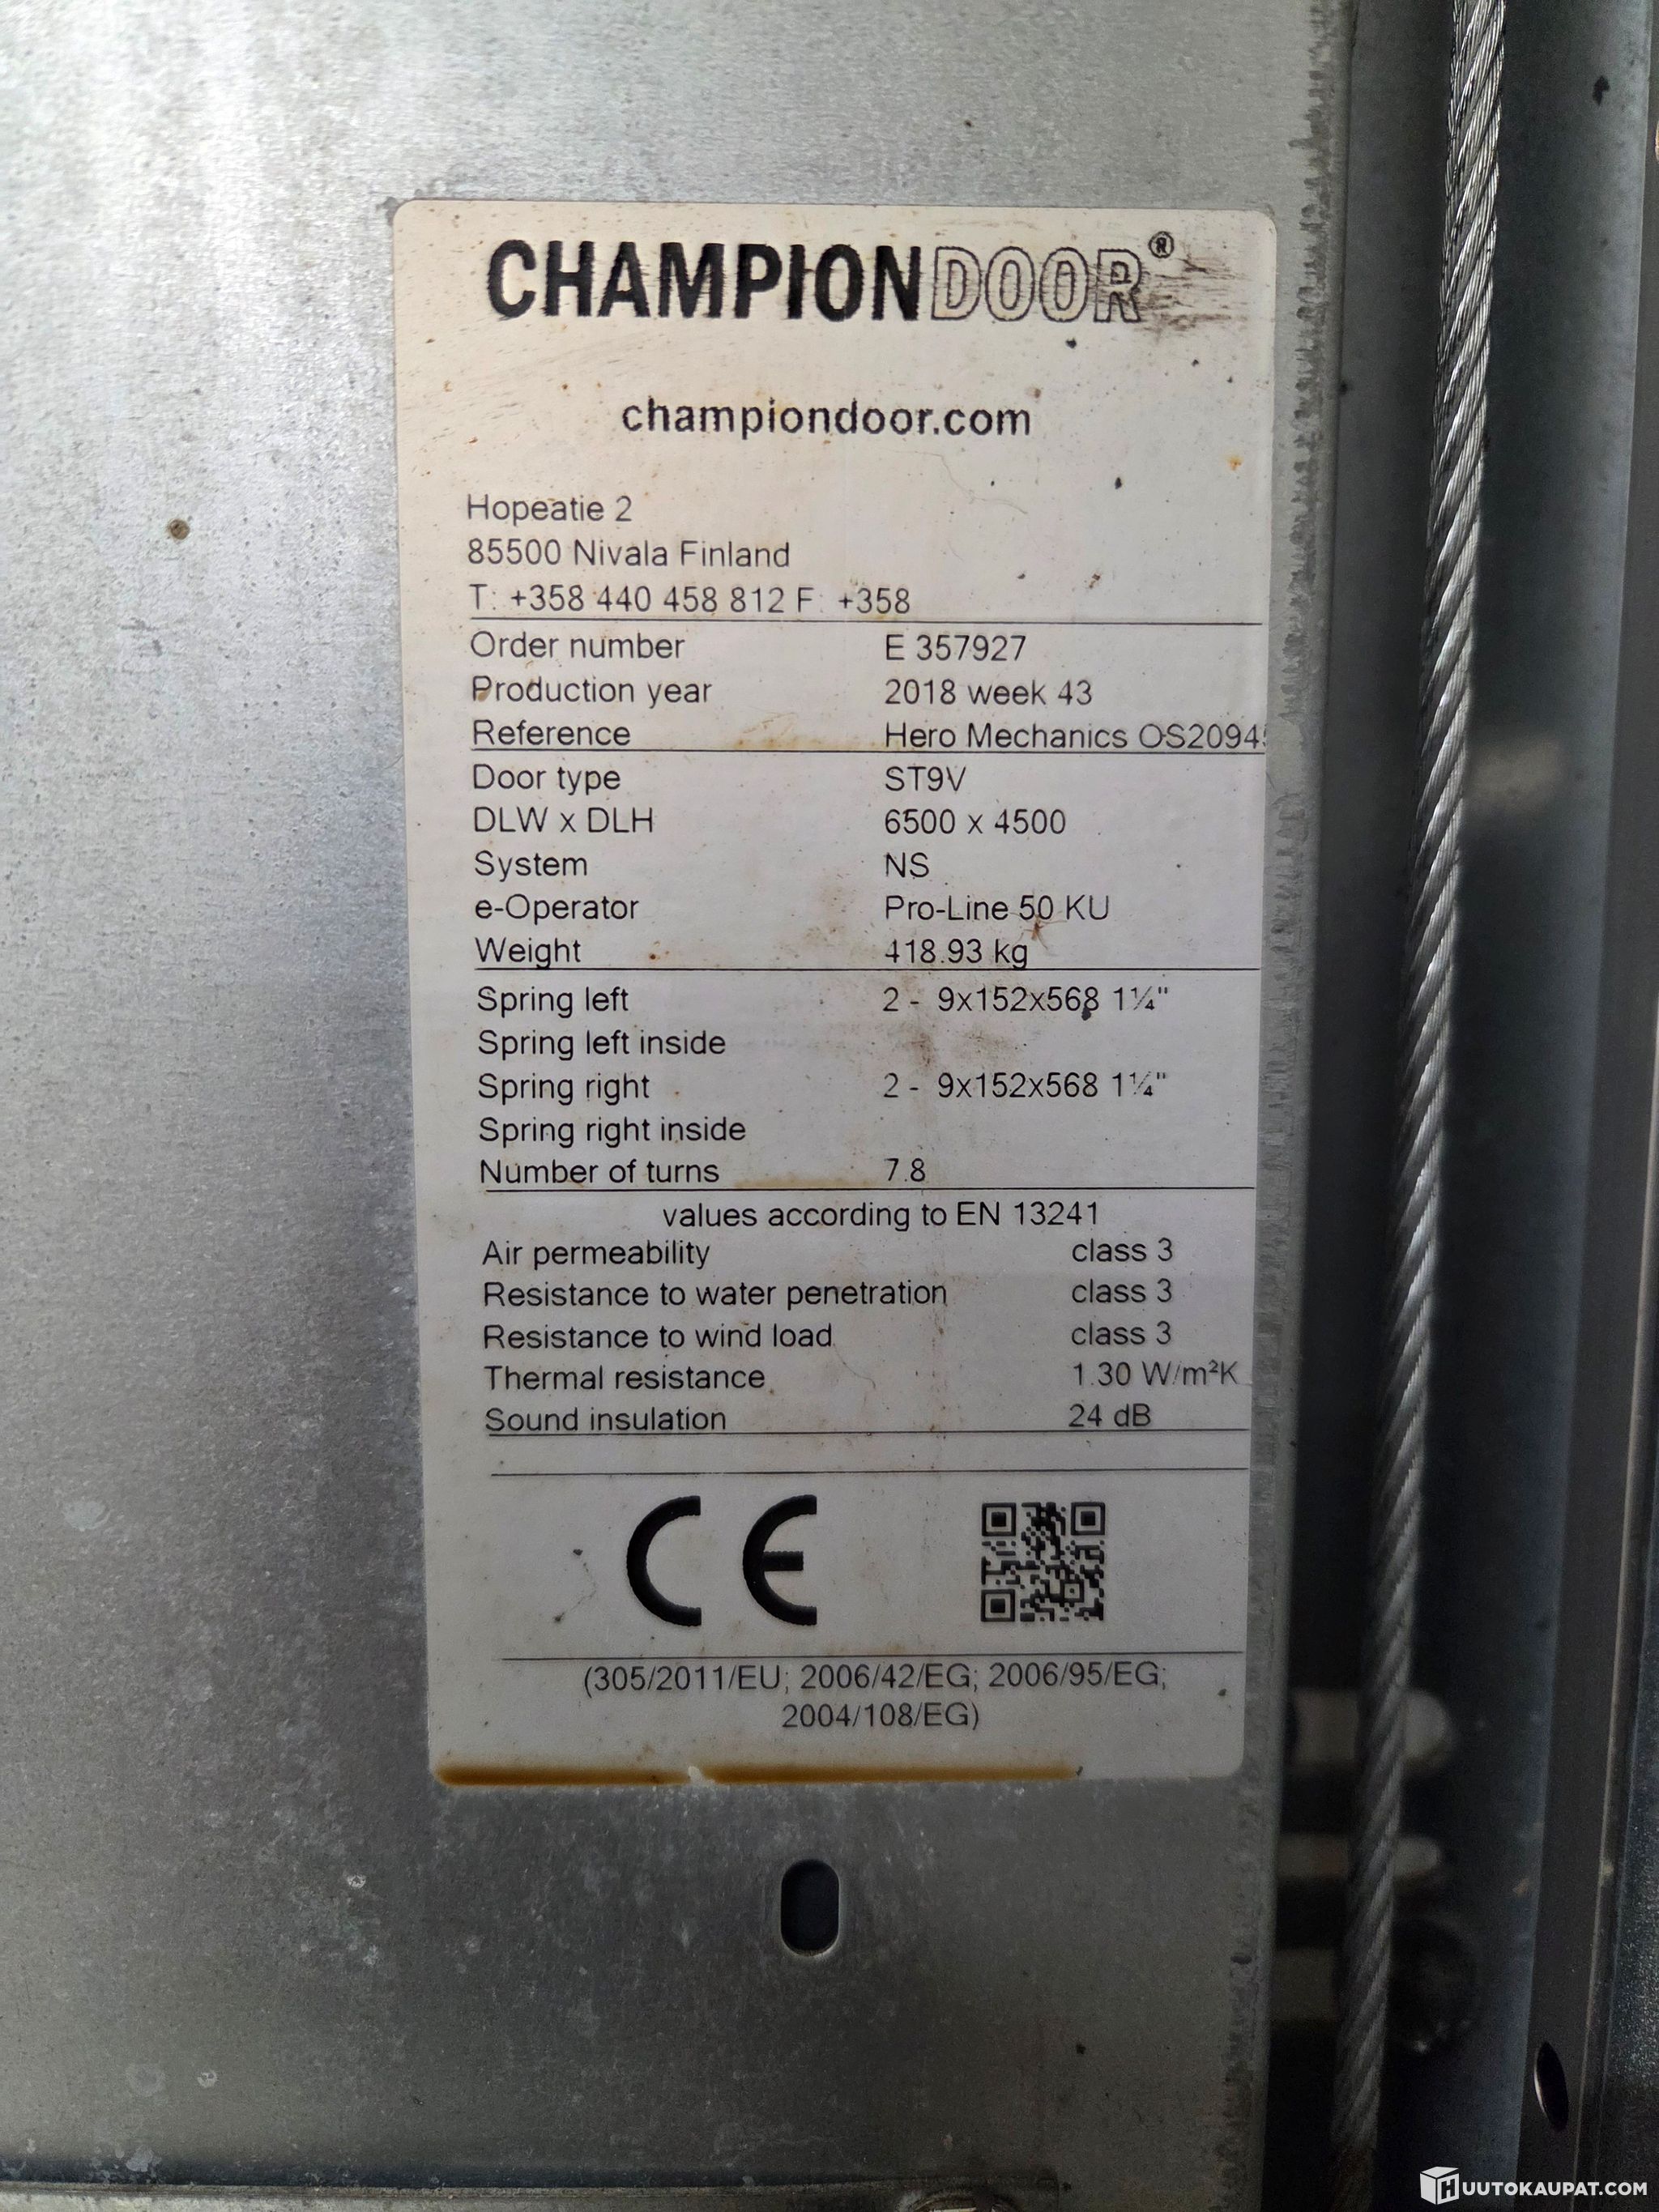 CHAMPIONDOOR®
championdoor.com
Hopeatie 2
85500 Nivala Finland
T: +358 440 458 812 F: +358
Order number E 357927
Production year 2018 week 43
Reference Hero Mechanics
Door type ST9V
DLW x DLH 6500 x 4500
System NS
e-Operator Pro-Line 50 KU
Weight 418.93 kg
Spring left 2 - 9x152x568 1¼"
Spring left inside
Spring right 2 - 9x152x568 1¼"
Spring right inside
Number of turns 7.8
values according to EN 13241
Air permeability class 3
Resistance to water penetration class 3
Resistance to wind load class 3
Thermal resistance 1.30 W/m²K
Sound insulation 24 dB
CE
(305/2011/EU; 2006/42/EG; 2006/95/EG;
2004/108/EG)
HUUTOKAUPAT.COM